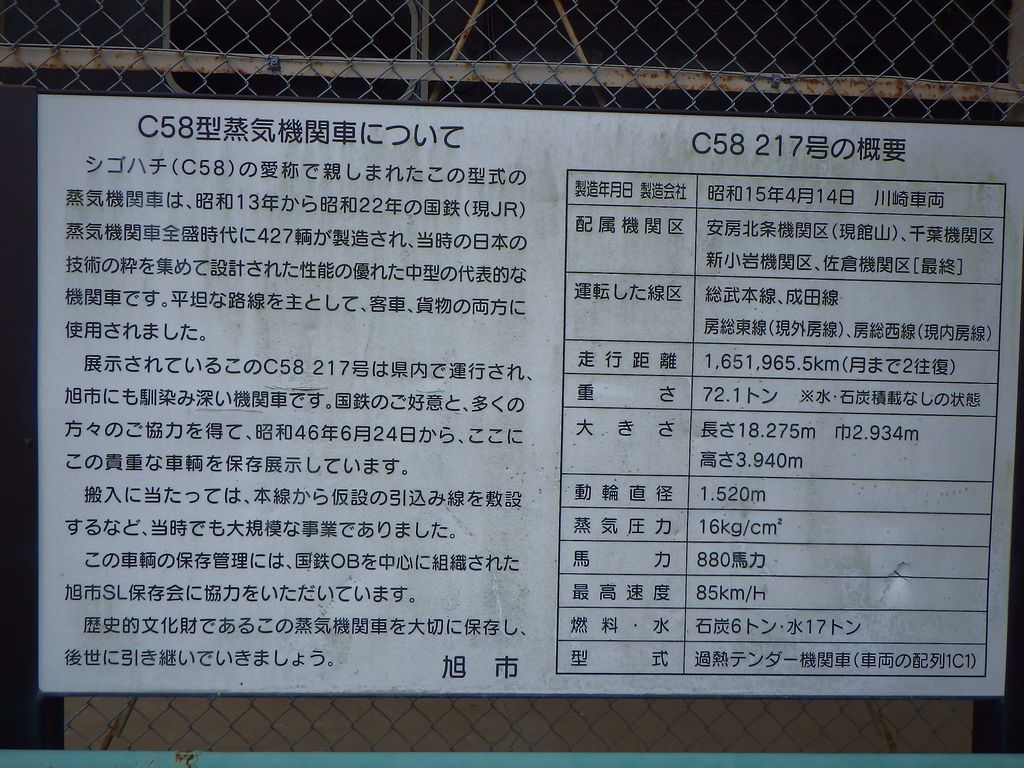 C58型蒸気機関車について
シゴハチ(C58)の愛称で親しまれたこの型式の
蒸気機関車は、昭和13年から昭和22年の国鉄(現JR)
蒸気機関車全盛時代に427輌が製造され、当時の日本の
技術の粋を集めて設計された性能の優れた中型の代表的な
機関車です。平坦な路線を主として、客車、貨物の両方に
使用されました。
展示されているこのC58 217号は県内で運行され、
旭市にも馴染み深い機関車です。国鉄のご好意と、多くの
方々のご協力を得て、昭和46年6月24日から、ここに
この貴重な車輌を保存展示しています。
搬入に当たっては、本線から仮設の引込み線を敷設
するなど、当時でも大規模な事業でありました。
この車輌の保存管理には、国鉄OBを中心に組織された
旭市SL保存会に協力をいただいています。
歴史的文化財であるこの蒸気機関車を大切に保存し、
後世に引き継いでいきましょう。
旭 市
C58 217号の概要
製造年月日 製造会社 昭和15年4月14日 川崎車両
配属機関区 安房北条機関区(現館山)、千葉機関区
新小岩機関区、佐倉機関区[最終]
運転した線区 総武本線、成田線
房総東線(現外房線)、房総西線(現内房線)
走行距離 1,651,965.5km(月まで2往復)
重さ 72.1トン ※水・石炭積載なしの状態
大きさ 長さ18.275m 巾2.934m
高さ3.940m
動輪直径 1.520m
蒸気圧力 16kg/cm²
馬力 880馬力
最高速度 85km/H
燃料・水 石炭6トン・水17トン
型式 過熱テンダー機関車(車両の配列1C1)